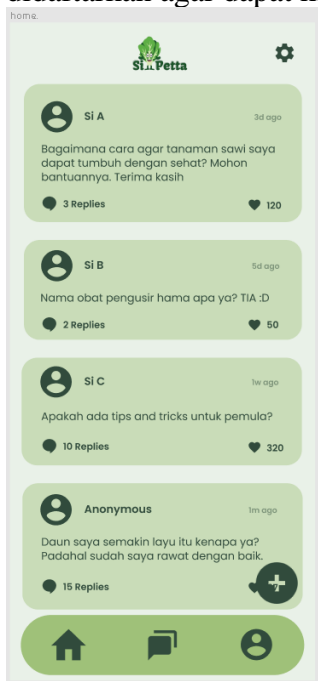 home.
Si Petta
Si A
3d ago
Bagaimana cara agar tanaman sawi saya
dapat tumbuh dengan sehat? Mohon
bantuannya. Terima kasih
3 Replies
120
Si B
5d ago
Nama obat pengusir hama apa ya? TIA :D
2 Replies
50
Si C
1w ago
Apakah ada tips and tricks untuk pemula?
10 Replies
320
Anonymous
1m ago
Daun saya semakin layu itu kenapa ya?
Padahal sudah saya rawat dengan baik.
15 Replies